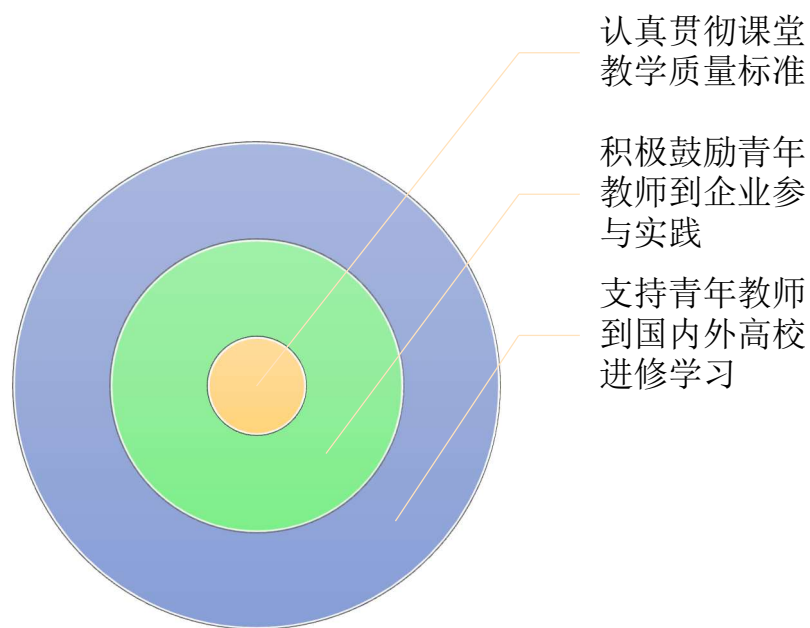 认真贯彻课堂
教学质量标准
积极鼓励青年
教师到企业参
与实践
支持青年教师
到国内外高校
进修学习